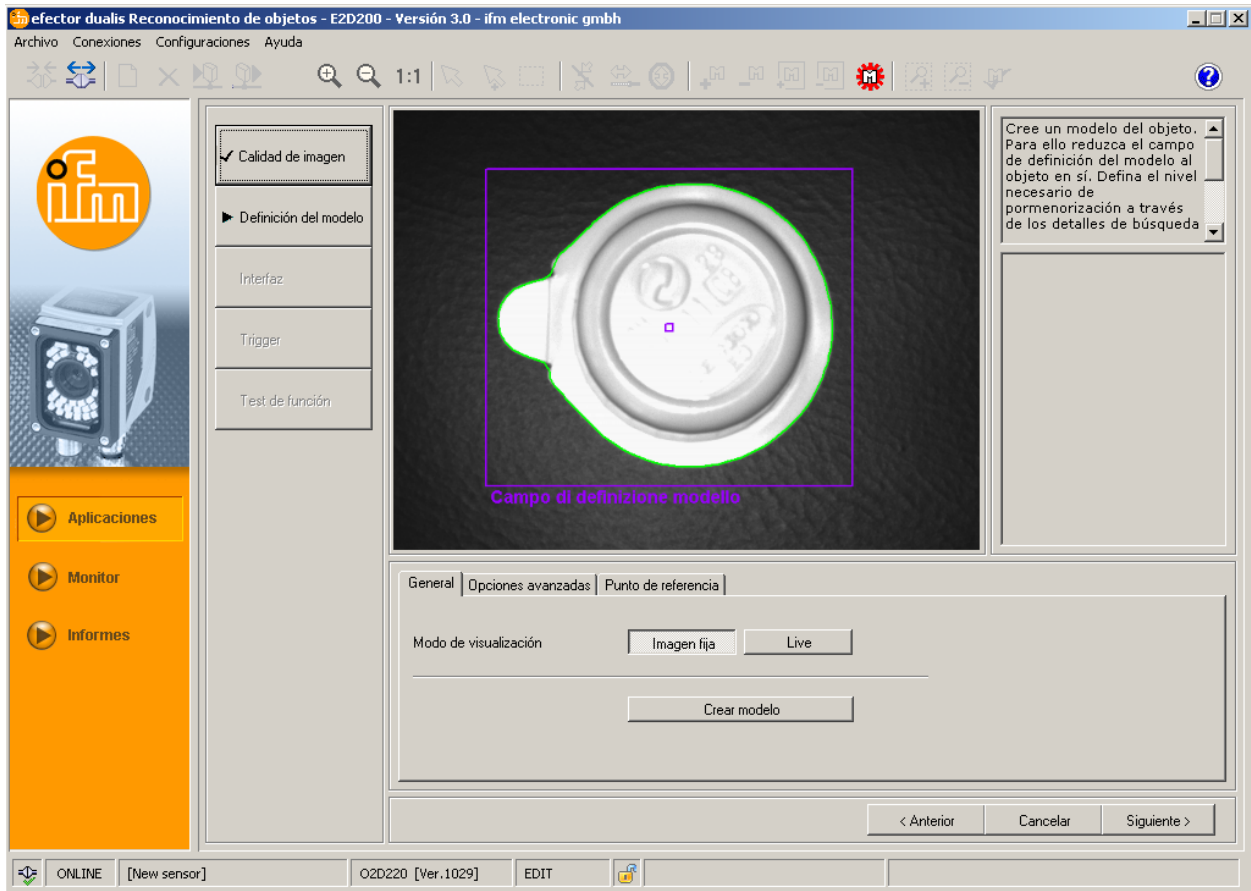 efector dualis Reconocimiento de objetos - E2D200 - Versión 3.0 - ifm electronic gmbh
Archivo Conexiones Configuraciones Ayuda
1:1
ifm
Calidad de imagen
Definición del modelo
Interfaz
Trigger
Test de función
Campo di definizione modello
Cree un modelo del objeto.
Para ello reduzca el campo
de definición del modelo al
objeto en sí. Defina el nivel
necesario de
pormenorización a través
de los detalles de búsqueda
Aplicaciones
Monitor
Informes
General Opciones avanzadas Punto de referencia
Modo de visualización Imagen fija Live
Crear modelo
< Anterior Cancelar Siguiente >
ONLINE [New sensor] O2D220 [Ver.1029] EDIT